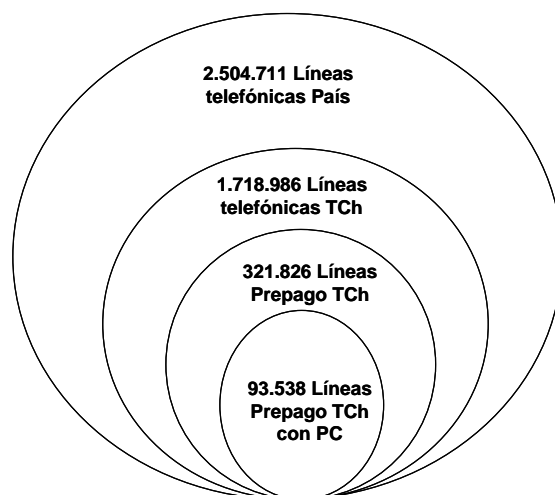 2.504.711 Líneas
telefónicas País
1.718.986 Líneas
telefónicas TCh
321.826 Líneas
Prepago TCh
93.538 Líneas
Prepago TCh
con PC